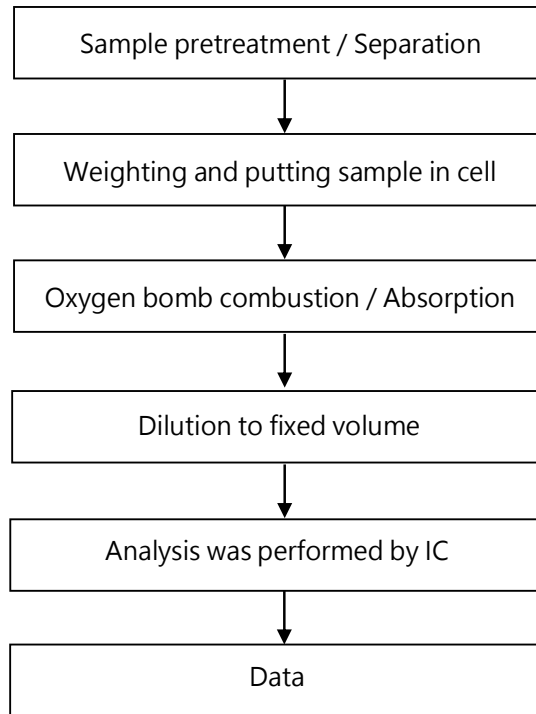 Sample pretreatment / Separation
Weighting and putting sample in cell
Oxygen bomb combustion / Absorption
Dilution to fixed volume
Analysis was performed by IC
Data